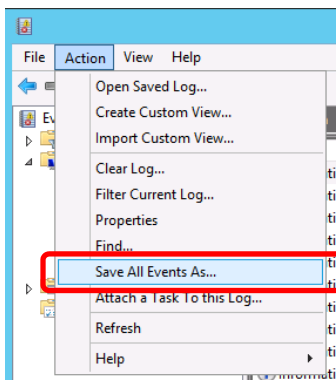 File Action View Help
Open Saved Log...
Create Custom View...
Import Custom View...
Clear Log...
Filter Current Log...
Properties
Find...
Save All Events As...
Attach a Task To this Log...
Refresh
Help